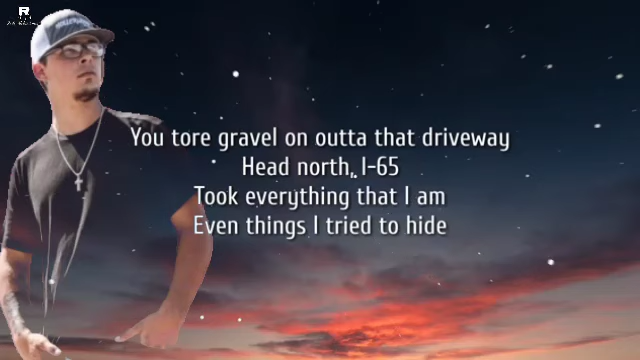 R
You tore gravel on outta that driveway
Head north, I-65
Took everything that I am
Even things I tried to hide